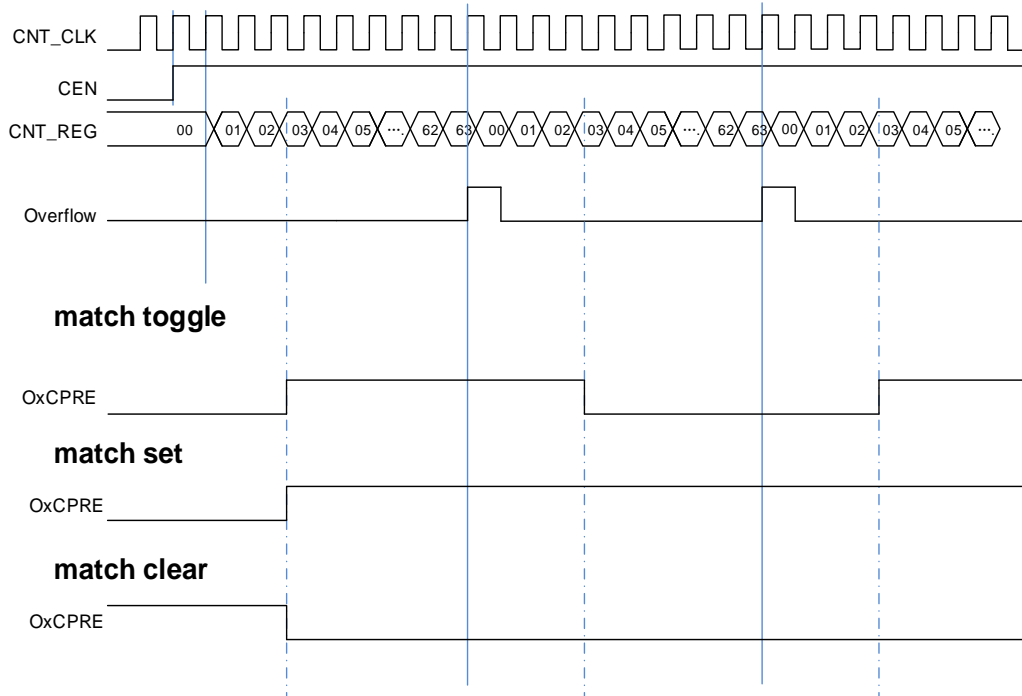 CNT_CLK
CEN
CNT_REG 00 01 02 03 04 05 .... 62 63 00 01 02 03 04 05 .... 62 63 00 01 02 03 04 05 ....
Overflow
match toggle
OxCPRE
match set
OxCPRE
match clear
OxCPRE